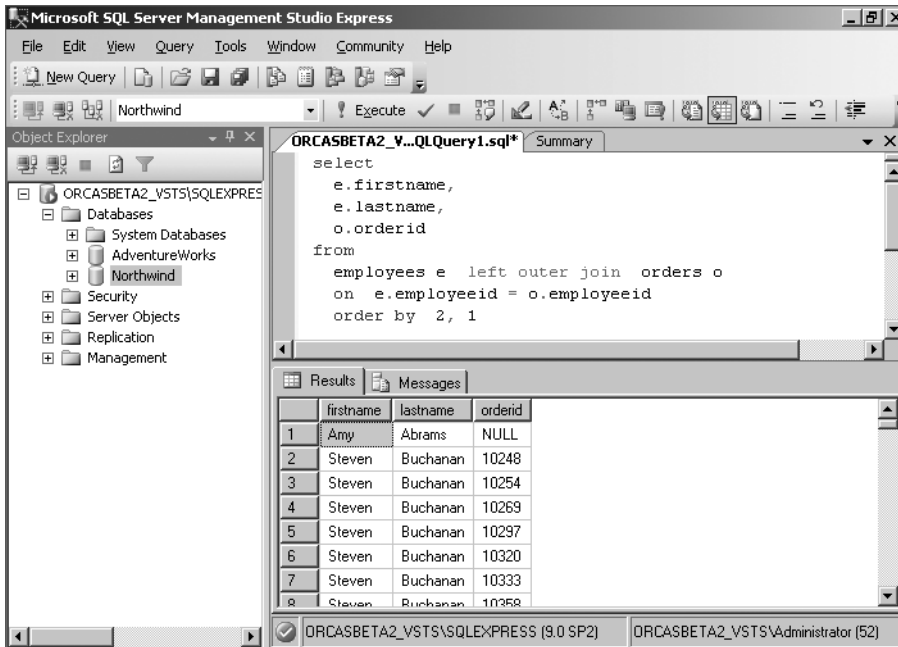 Microsoft SQL Server Management Studio Express
File Edit View Query Tools Window Community Help
New Query
Northwind Execute
Object Explorer
ORCASBETA2_V...QLQuery1.sql* Summary
ORCASBETA2_VSTS\SQLEXPRES
Databases
System Databases
AdventureWorks
Northwind
Security
Server Objects
Replication
Management
select
e.firstname,
e.lastname,
o.orderid
from
employees e left outer join orders o
on e.employeeid = o.employeeid
order by 2, 1
Results Messages
firstname lastname orderid
1 Amy Abrams NULL
2 Steven Buchanan 10248
3 Steven Buchanan 10254
4 Steven Buchanan 10269
5 Steven Buchanan 10297
6 Steven Buchanan 10320
7 Steven Buchanan 10333
8 Steven Buchanan 10358
ORCASBETA2_VSTS\SQLEXPRESS (9.0 SP2) ORCASBETA2_VSTS\Administrator (52)